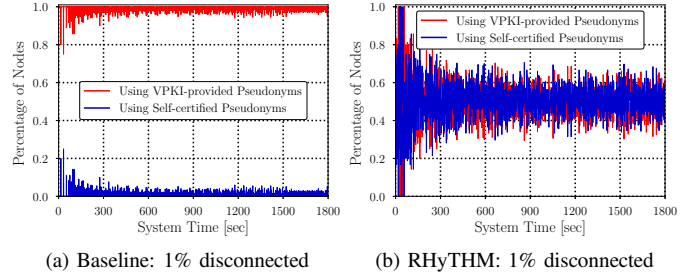 1.0
0.8
0.6
0.4
0.2
0.0
Percentage of Nodes
Using VPKI-provided Pseudonyms
Using Self-certified Pseudonyms
0 300 600 900 1200 1500 1800
System Time [sec]
(a) Baseline: 1% disconnected
1.0
0.8
0.6
0.4
0.2
0.0
Percentage of Nodes
Using VPKI-provided Pseudonyms
Using Self-certified Pseudonyms
0 300 600 900 1200 1500 1800
System Time [sec]
(b) RHyTHM: 1% disconnected